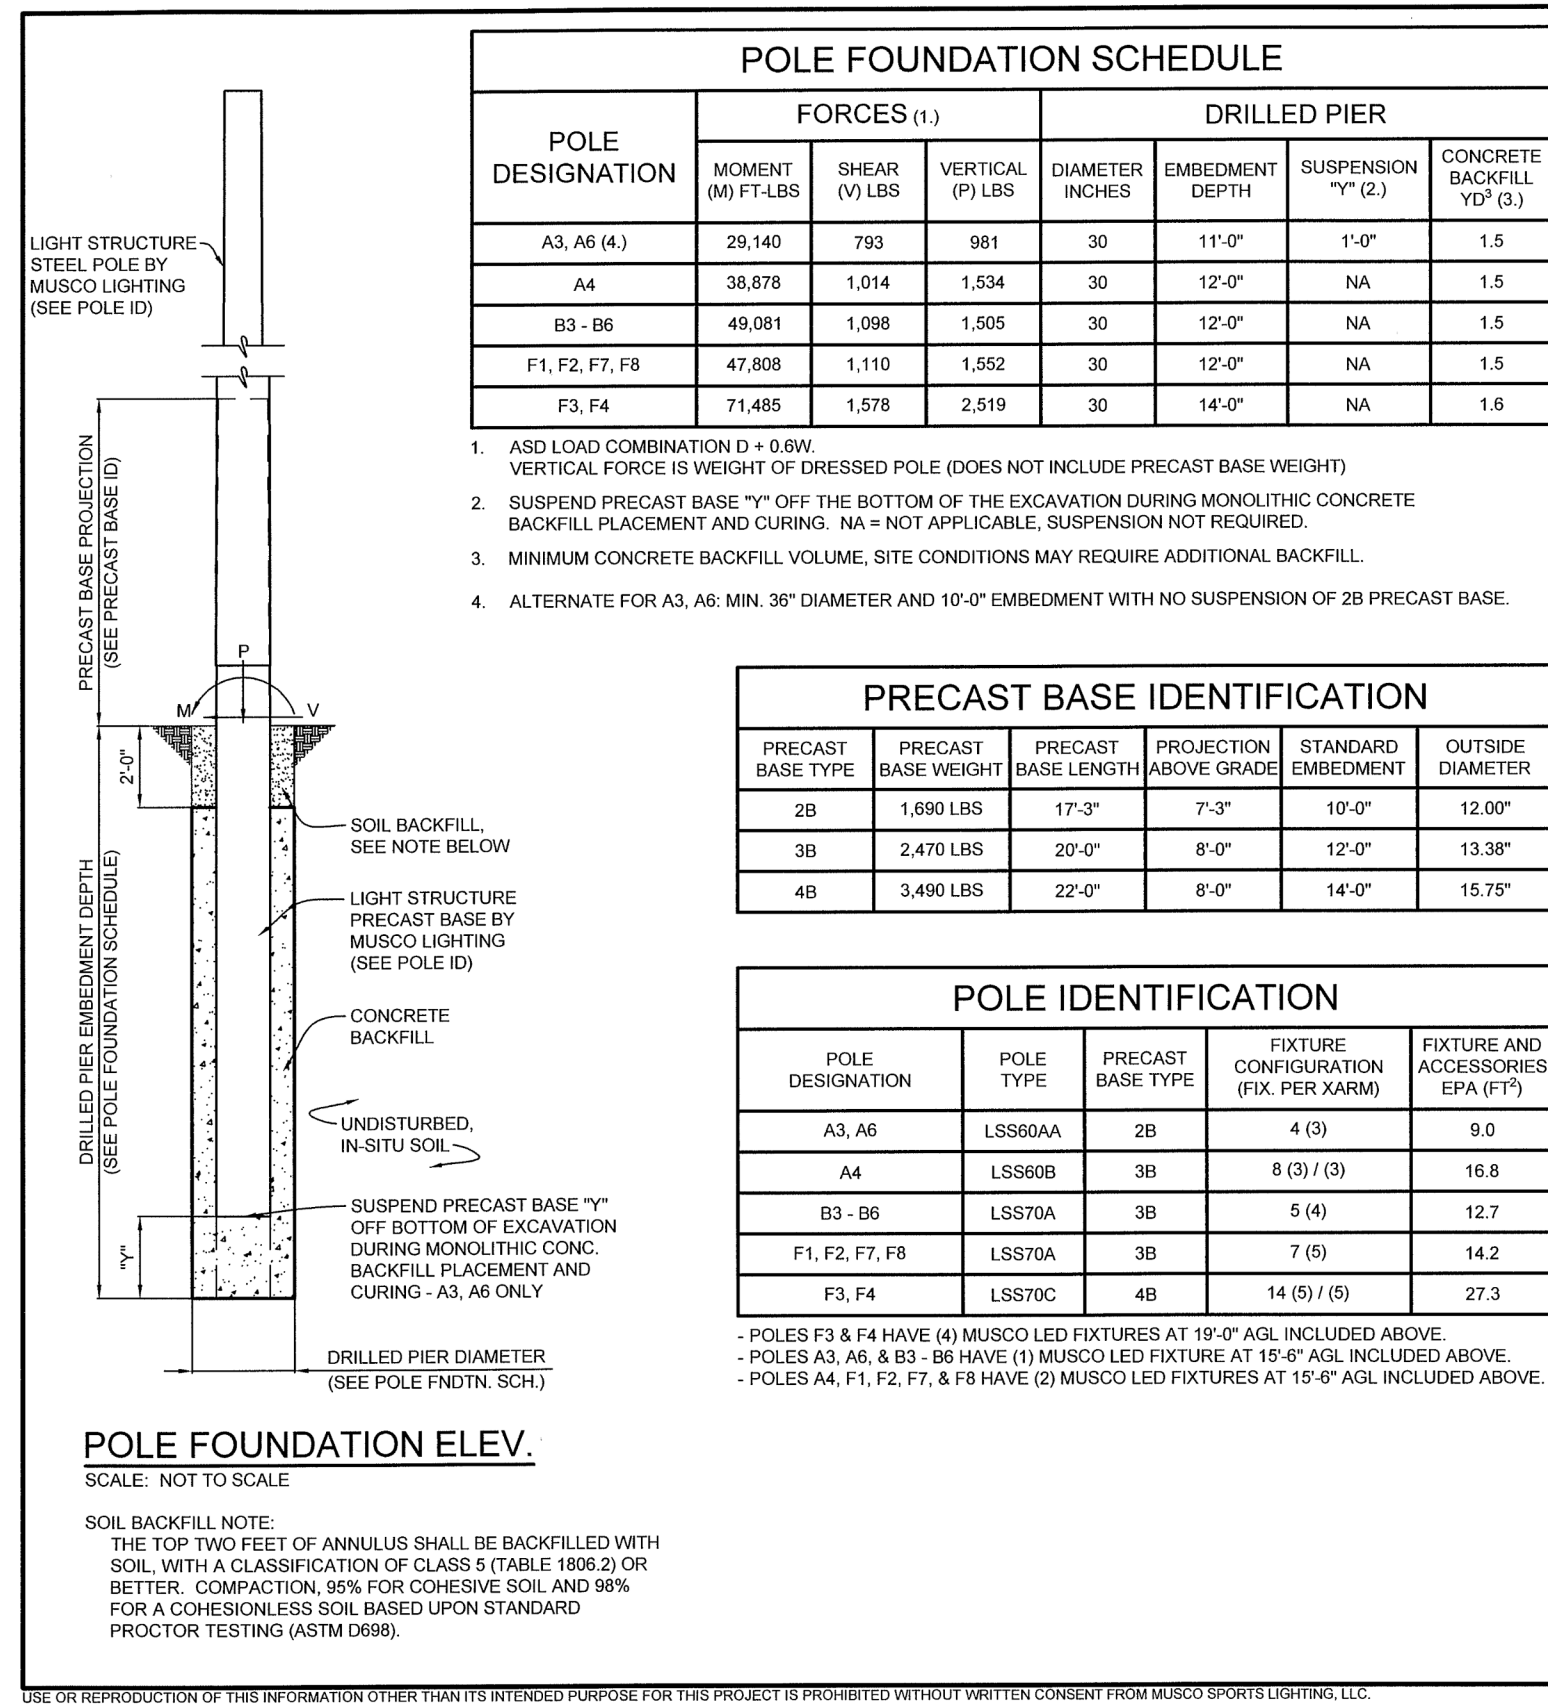 POLE FOUNDATION SCHEDULE
POLE DESIGNATION FORCES (1.) DRILLED PIER
MOMENT (M) FT-LBS SHEAR (V) LBS VERTICAL (P) LBS DIAMETER INCHES EMBEDMENT DEPTH SUSPENSION "Y" (2.) CONCRETE BACKFILL YD³ (3.)
A3, A6 (4.) 29,140 793 981 30 11'-0" 1'-0" 1.5
A4 38,878 1,014 1,534 30 12'-0" NA 1.5
B3 - B6 49,081 1,098 1,505 30 12'-0" NA 1.5
F1, F2, F7, F8 47,808 1,110 1,552 30 12'-0" NA 1.5
F3, F4 71,485 1,578 2,519 30 14'-0" NA 1.6
1. ASD LOAD COMBINATION D + 0.6W.
VERTICAL FORCE IS WEIGHT OF DRESSED POLE (DOES NOT INCLUDE PRECAST BASE WEIGHT)
2. SUSPEND PRECAST BASE "Y" OFF THE BOTTOM OF THE EXCAVATION DURING MONOLITHIC CONCRETE
BACKFILL PLACEMENT AND CURING. NA = NOT APPLICABLE, SUSPENSION NOT REQUIRED.
3. MINIMUM CONCRETE BACKFILL VOLUME, SITE CONDITIONS MAY REQUIRE ADDITIONAL BACKFILL.
4. ALTERNATE FOR A3, A6: MIN. 36" DIAMETER AND 10'-0" EMBEDMENT WITH NO SUSPENSION OF 2B PRECAST BASE.
PRECAST BASE IDENTIFICATION
PRECAST BASE TYPE PRECAST BASE WEIGHT PRECAST BASE LENGTH PROJECTION ABOVE GRADE STANDARD EMBEDMENT OUTSIDE DIAMETER
2B 1,690 LBS 17'-3" 7'-3" 10'-0" 12.00"
3B 2,470 LBS 20'-0" 8'-0" 12'-0" 13.38"
4B 3,490 LBS 22'-0" 8'-0" 14'-0" 15.75"
POLE IDENTIFICATION
POLE DESIGNATION POLE TYPE PRECAST BASE TYPE FIXTURE CONFIGURATION (FIX. PER XARM) FIXTURE AND ACCESSORIES EPA (FT²)
A3, A6 LSS60AA 2B 4 (3) 9.0
A4 LSS60B 3B 8 (3) / (3) 16.8
B3 - B6 LSS70A 3B 5 (4) 12.7
F1, F2, F7, F8 LSS70A 3B 7 (5) 14.2
F3, F4 LSS70C 4B 14 (5) / (5) 27.3
- POLES F3 & F4 HAVE (4) MUSCO LED FIXTURES AT 19'-0" AGL INCLUDED ABOVE.
- POLES A3, A6, & B3 - B6 HAVE (1) MUSCO LED FIXTURE AT 15'-6" AGL INCLUDED ABOVE.
- POLES A4, F1, F2, F7, & F8 HAVE (2) MUSCO LED FIXTURES AT 15'-6" AGL INCLUDED ABOVE.
LIGHT STRUCTURE
STEEL POLE BY
MUSCO LIGHTING
(SEE POLE ID)
PRECAST BASE PROJECTION
(SEE PRECAST BASE ID)
P
M
V
2'-0"
SOIL BACKFILL,
SEE NOTE BELOW
LIGHT STRUCTURE
PRECAST BASE BY
MUSCO LIGHTING
(SEE POLE ID)
DRILLED PIER EMBEDMENT DEPTH
(SEE POLE FOUNDATION SCHEDULE)
CONCRETE
BACKFILL
UNDISTURBED,
IN-SITU SOIL
SUSPEND PRECAST BASE "Y"
OFF BOTTOM OF EXCAVATION
DURING MONOLITHIC CONC.
BACKFILL PLACEMENT AND
CURING - A3, A6 ONLY
"Y"
DRILLED PIER DIAMETER
(SEE POLE FNDTN. SCH.)
POLE FOUNDATION ELEV.
SCALE: NOT TO SCALE
SOIL BACKFILL NOTE:
THE TOP TWO FEET OF ANNULUS SHALL BE BACKFILLED WITH
SOIL, WITH A CLASSIFICATION OF CLASS 5 (TABLE 1806.2) OR
BETTER. COMPACTION, 95% FOR COHESIVE SOIL AND 98%
FOR A COHESIONLESS SOIL BASED UPON STANDARD
PROCTOR TESTING (ASTM D698).
USE OR REPRODUCTION OF THIS INFORMATION OTHER THAN ITS INTENDED PURPOSE FOR THIS PROJECT IS PROHIBITED WITHOUT WRITTEN CONSENT FROM MUSCO SPORTS LIGHTING, LLC.